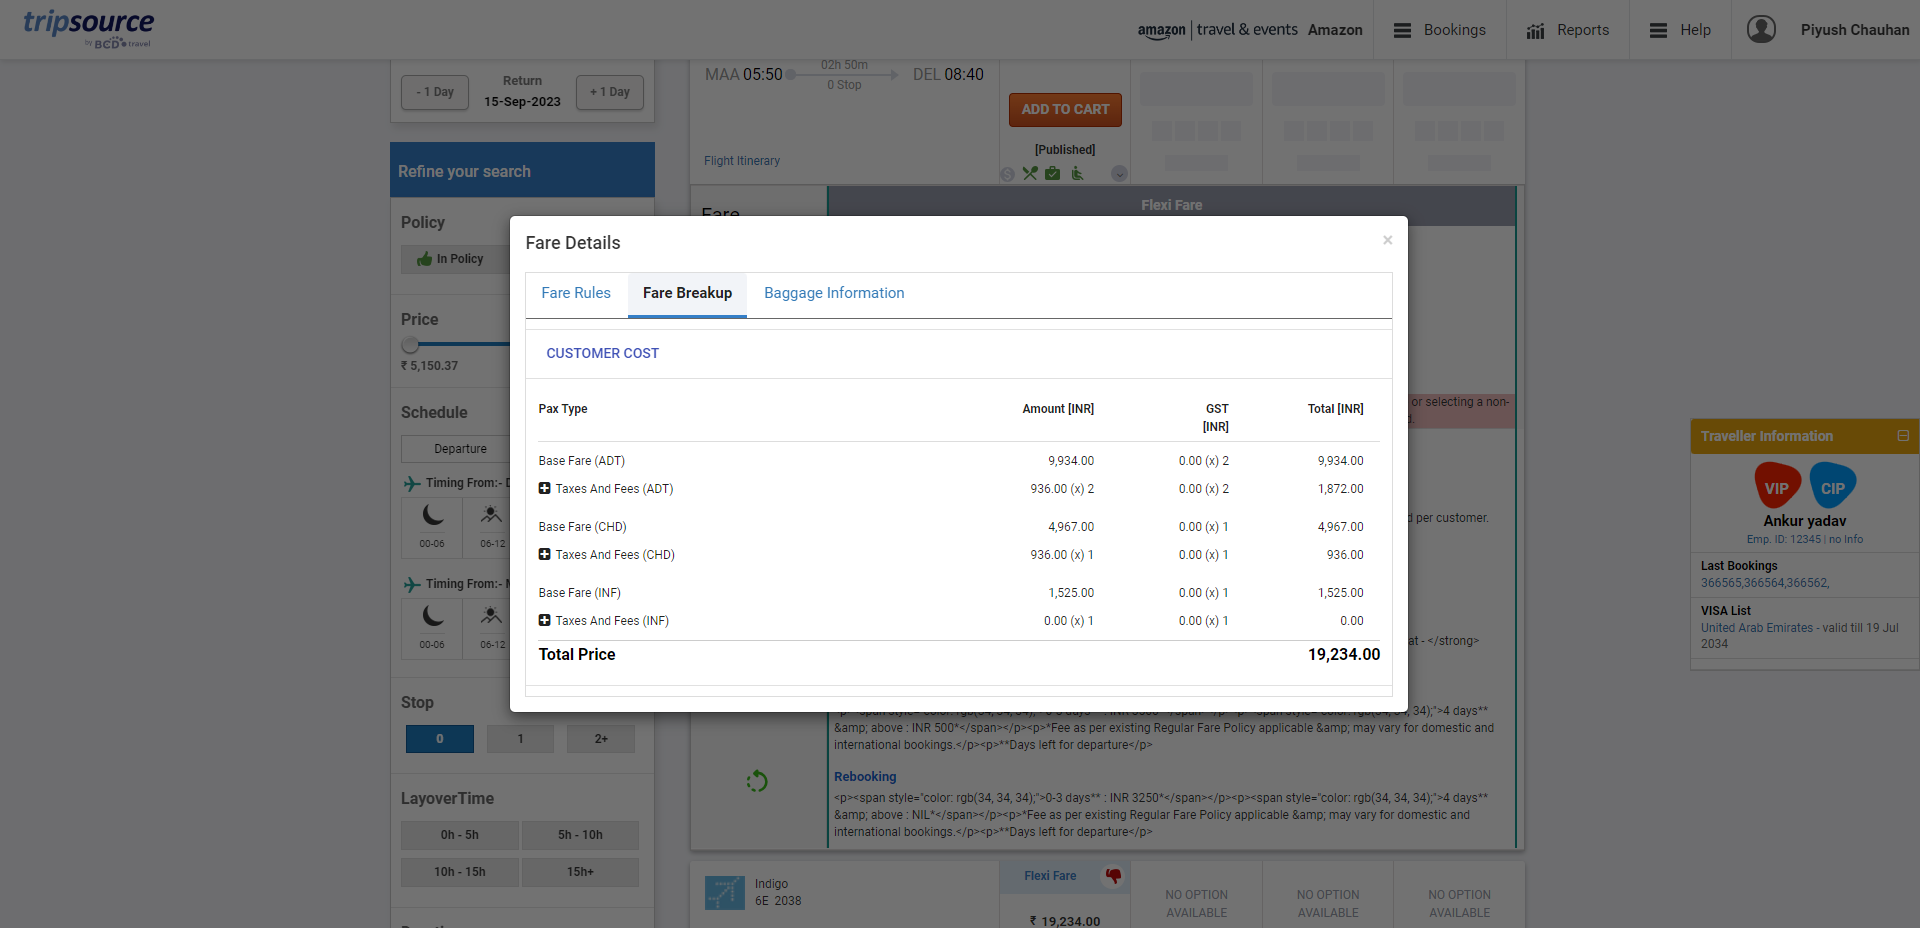 tripsource
by BCD travel
amazon | travel & events Amazon
Bookings
Reports
Help
Piyush Chauhan
- 1 Day
Return
15-Sep-2023
+ 1 Day
Refine your search
Policy
In Policy
Price
₹ 5,150.37
Schedule
Departure
Timing From:-
00-06
06-12
Timing From:-
00-06
06-12
Stop
0
1
2+
LayoverTime
0h - 5h
5h - 10h
10h - 15h
15h+
MAA 05:50
02h 50m
0 Stop
DEL 08:40
Flight Itinerary
ADD TO CART
[Published]
Fare
Flexi Fare
or selecting a non-
d per customer.
at - </strong>
Fare Details
×
Fare Rules
Fare Breakup
Baggage Information
CUSTOMER COST
Pax Type Amount [INR] GST [INR] Total [INR]
Base Fare (ADT) 9,934.00 0.00 (x) 2 9,934.00
Taxes And Fees (ADT) 936.00 (x) 2 0.00 (x) 2 1,872.00
Base Fare (CHD) 4,967.00 0.00 (x) 1 4,967.00
Taxes And Fees (CHD) 936.00 (x) 1 0.00 (x) 1 936.00
Base Fare (INF) 1,525.00 0.00 (x) 1 1,525.00
Taxes And Fees (INF) 0.00 (x) 1 0.00 (x) 1 0.00
Total Price 19,234.00
34);">4 days**
&amp; above : INR 500*</span></p><p>*Fee as per existing Regular Fare Policy applicable &amp; may vary for domestic and
international bookings.</p><p>**Days left for departure</p>
Rebooking
<p><span style="color: rgb(34, 34, 34);">0-3 days** : INR 3250*</span></p><p><span style="color: rgb(34, 34, 34);">4 days**
&amp; above : NIL*</span></p><p>*Fee as per existing Regular Fare Policy applicable &amp; may vary for domestic and
international bookings.</p><p>**Days left for departure</p>
Indigo
6E 2038
Flexi Fare
₹ 19,234.00
NO OPTION
AVAILABLE
NO OPTION
AVAILABLE
NO OPTION
AVAILABLE
Traveller Information
VIP
CIP
Ankur yadav
Emp. ID: 12345 | no Info
Last Bookings
366565,366564,366562,
VISA List
United Arab Emirates - valid till 19 Jul
2034